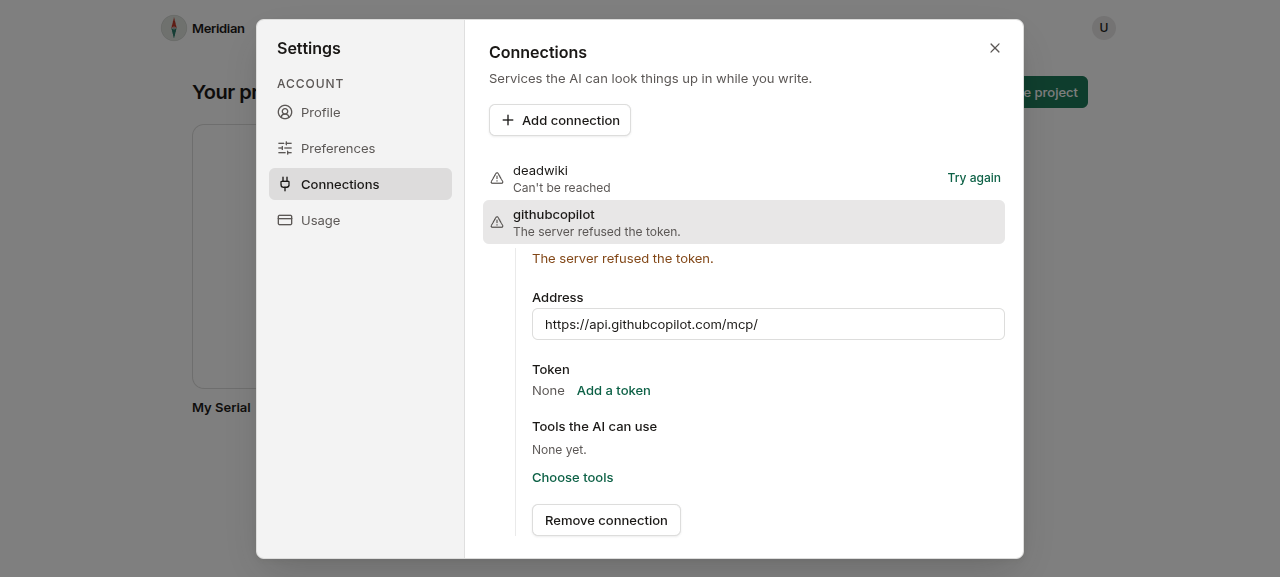 Meridian
U
Your pr
e project
My Serial
Settings
ACCOUNT
Profile
Preferences
Connections
Usage
Connections
Services the AI can look things up in while you write.
Add connection
deadwiki
Can't be reached
Try again
githubcopilot
The server refused the token.
The server refused the token.
Address
https://api.githubcopilot.com/mcp/
Token
None Add a token
Tools the AI can use
None yet.
Choose tools
Remove connection